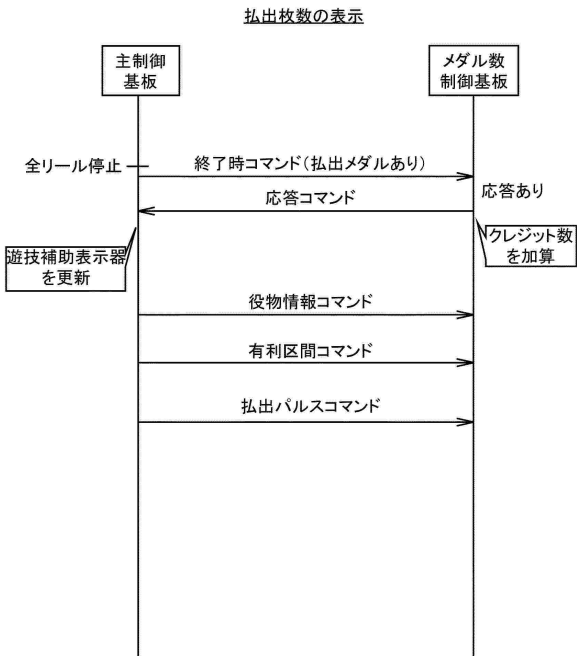 払出枚数の表示
主制御
基板
メダル数
制御基板
全リール停止
終了時コマンド(払出メダルあり)
応答あり
応答コマンド
遊技補助表示器
を更新
クレジット数
を加算
役物情報コマンド
有利区間コマンド
払出パルスコマンド